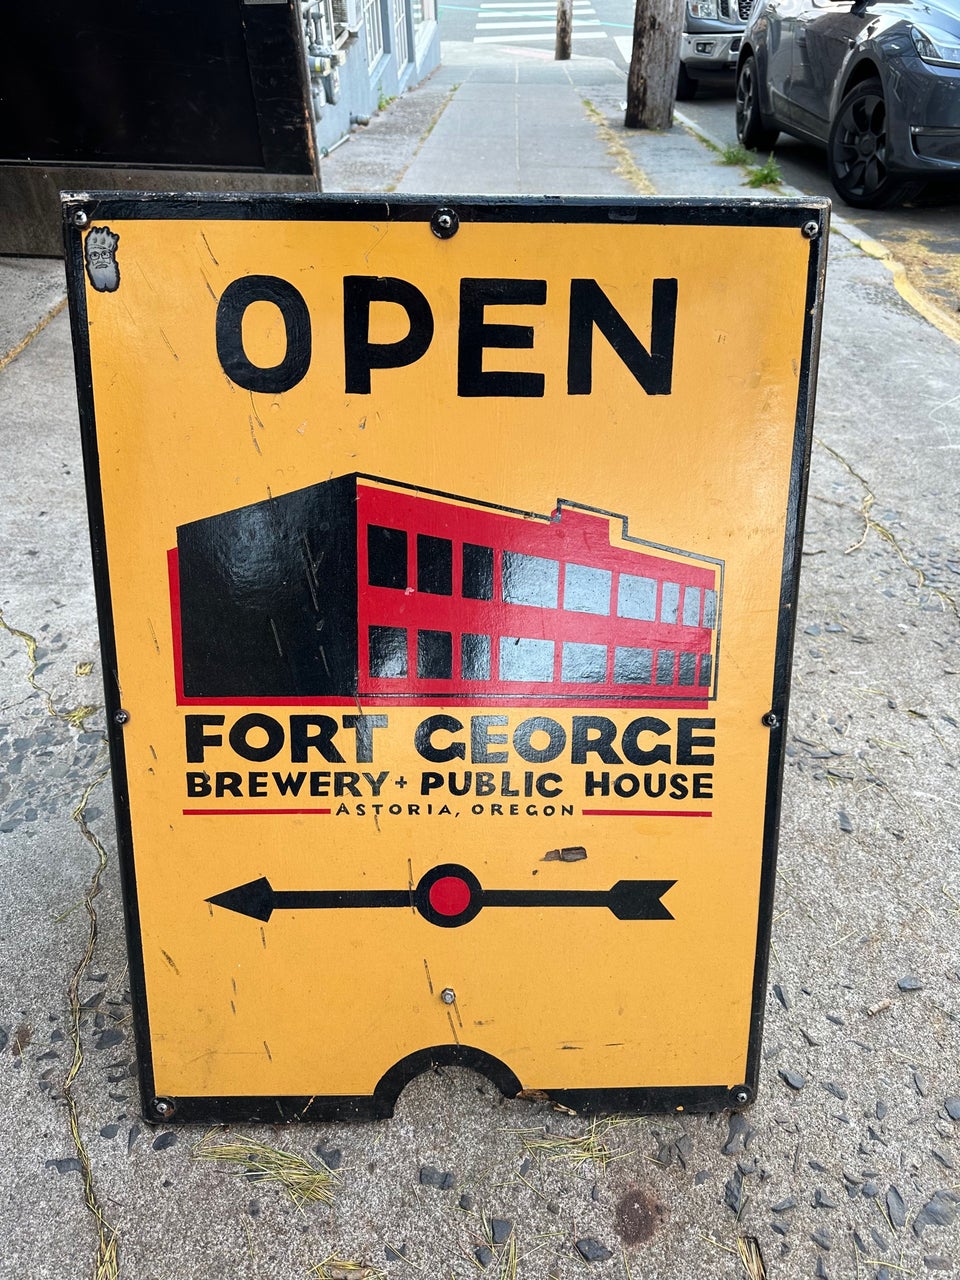 OPEN
FORT GEORGE
BREWERY + PUBLIC HOUSE
ASTORIA, OREGON